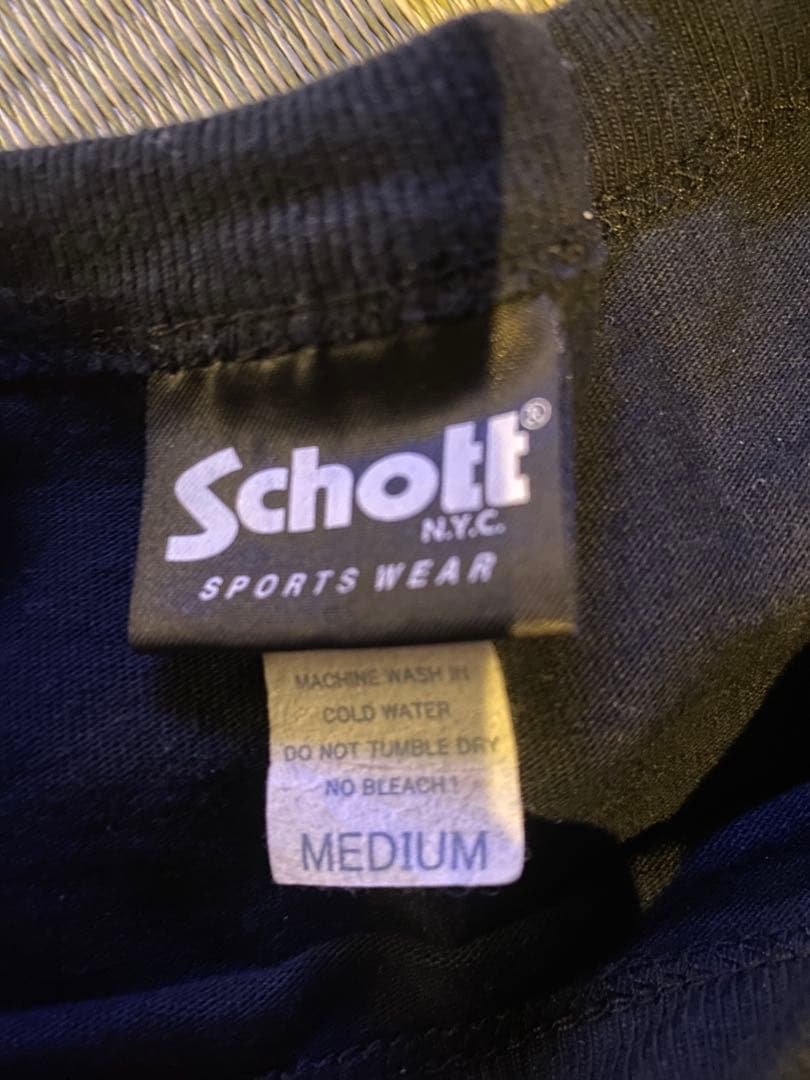 Schott®
N.Y.C.
SPORTS WEAR
MACHINE WASH IN
COLD WATER
DO NOT TUMBLE DRY
NO BLEACH!
MEDIUM